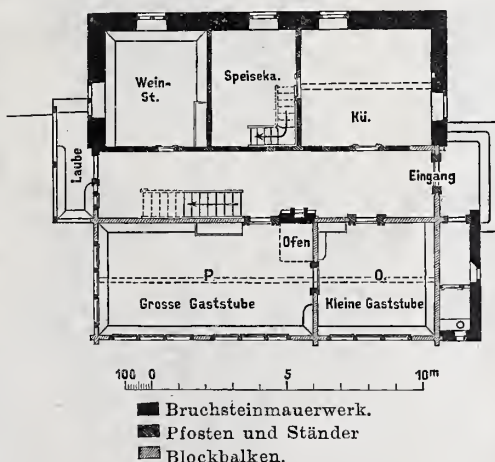 Wein-
St.
Speiseka.
Kü.
Laube
Eingang
Ofen
P.
O.
Grosse Gaststube
Kleine Gaststube
100 0 5 10m
Bruchsteinmauerwerk.
Pfosten und Ständer
Blockbalken.